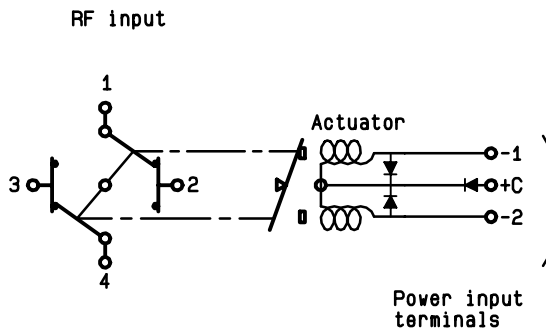 RF input
1
Actuator
-1
3
2
+C
-2
4
Power input
terminals